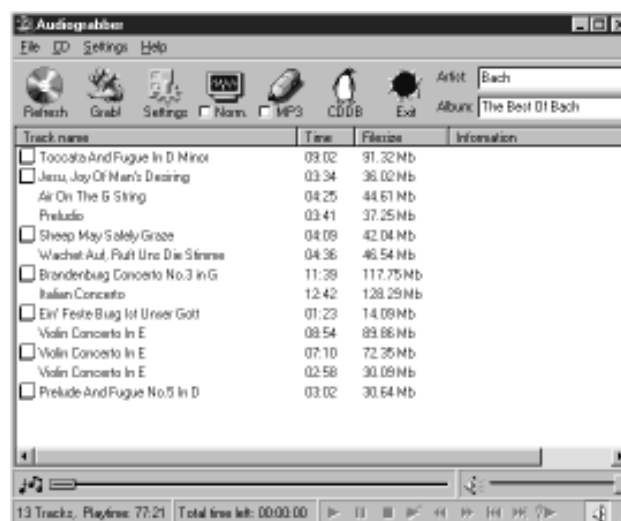 Audiograbber
File CD Settings Help
Refresh Grab! Settings Norm. MP3 CDDB Exit
Artist: Bach
Album: The Best Of Bach
Track name Time Filesize Information
Toccata And Fugue In D Minor 09:02 91.32 Mb
Jesu, Joy Of Man's Desiring 03:34 36.02 Mb
Air On The G String 04:25 44.61 Mb
Preludio 03:41 37.25 Mb
Sheep May Safely Graze 04:09 42.04 Mb
Wachet Auf, Ruft Uns Die Stimme 04:36 46.54 Mb
Brandenburg Concerto No.3 in G 11:39 117.75 Mb
Italian Concerto 12:42 128.29 Mb
Ein' Feste Burg Ist Unser Gott 01:23 14.09 Mb
Violin Concerto In E 08:54 89.86 Mb
Violin Concerto In E 07:10 72.35 Mb
Violin Concerto In E 02:58 30.09 Mb
Prelude And Fugue No.5 In D 03:02 30.64 Mb
13 Tracks, Playtime: 77:21 Total time left: 00:00:00